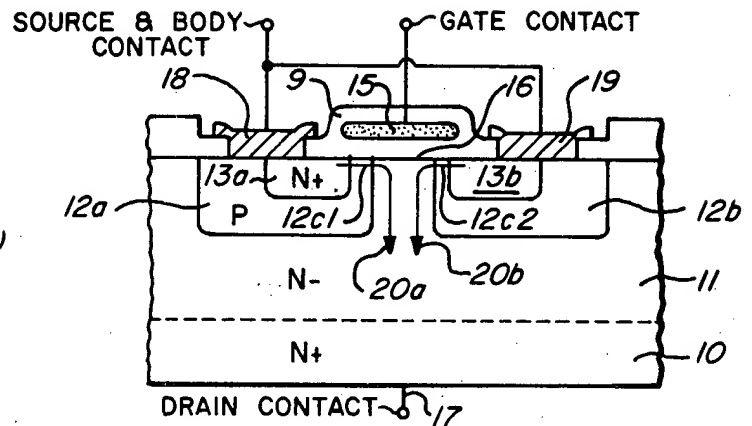 SOURCE & BODY CONTACT
GATE CONTACT
18
9
15
16
19
13a
N+
13b
12a
P
12c1
12c2
12b
20a
20b
N-
11
N+
10
DRAIN CONTACT
17